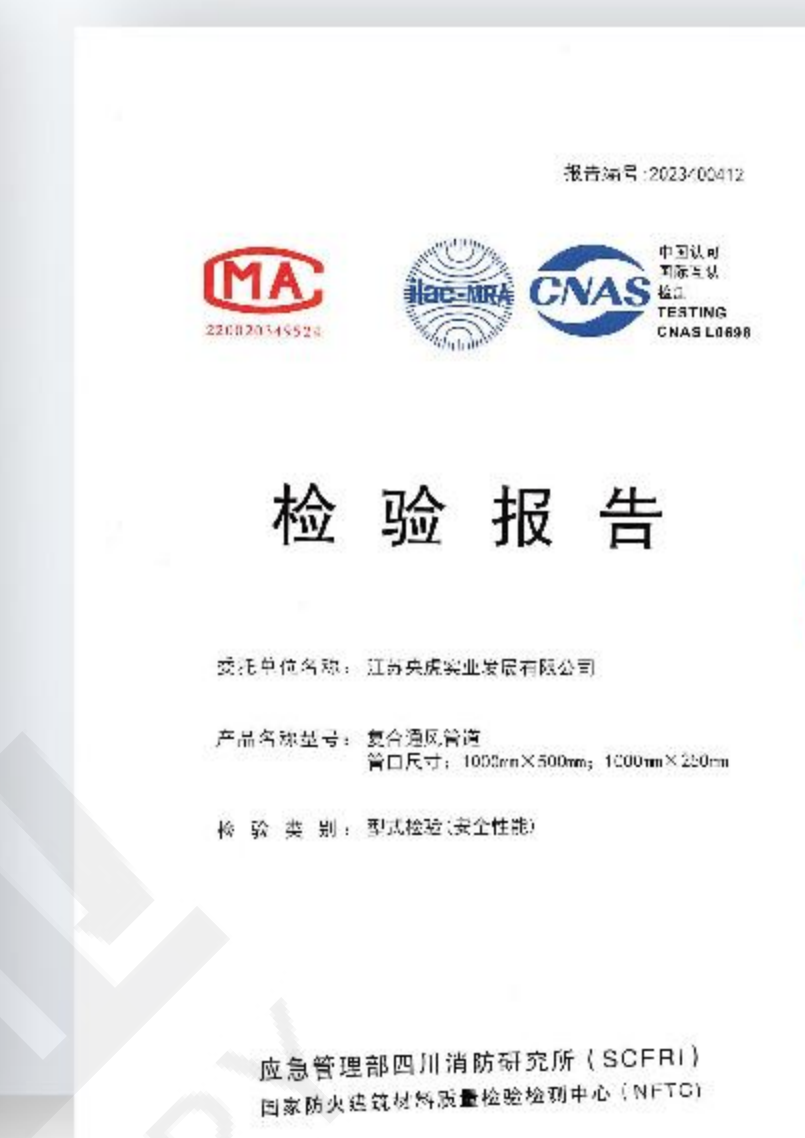 报告编号:2023400412
MA
ilac-MRA
CNAS
中国认可
国际互认
检测
TESTING
CNAS L0698
检验报告
委托单位名称：江苏央虎实业发展有限公司
产品名称型号：复合通风管道
管口尺寸：1000mm×500mm；1000mm×250mm
检验类别：型式检验(安全性能)
应急管理部四川消防研究所（SCFRI）
国家防火建筑材料质量检验检测中心（NFTC）